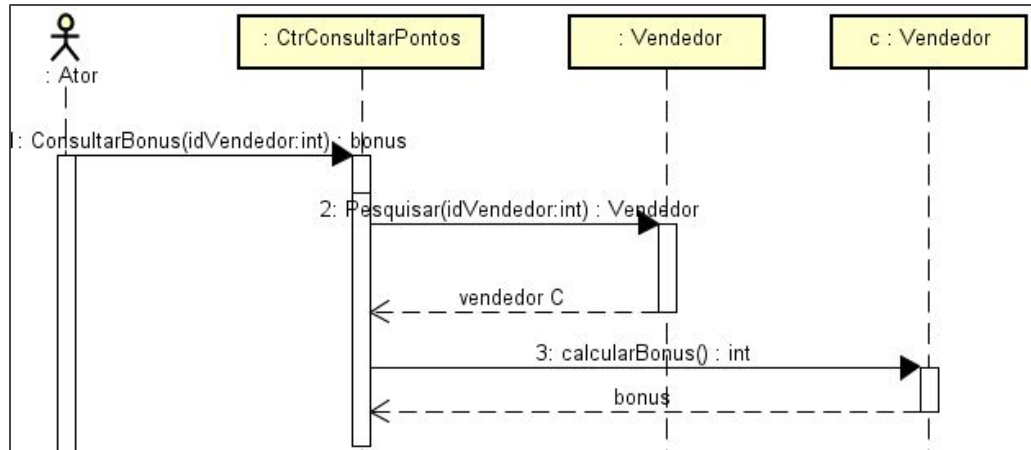 : CtrConsultarPontos
: Vendedor
c : Vendedor
: Ator
1: ConsultarBonus(idVendedor:int) : bonus
2: Pesquisar(idVendedor:int) : Vendedor
vendedor C
3: calcularBonus() : int
bonus